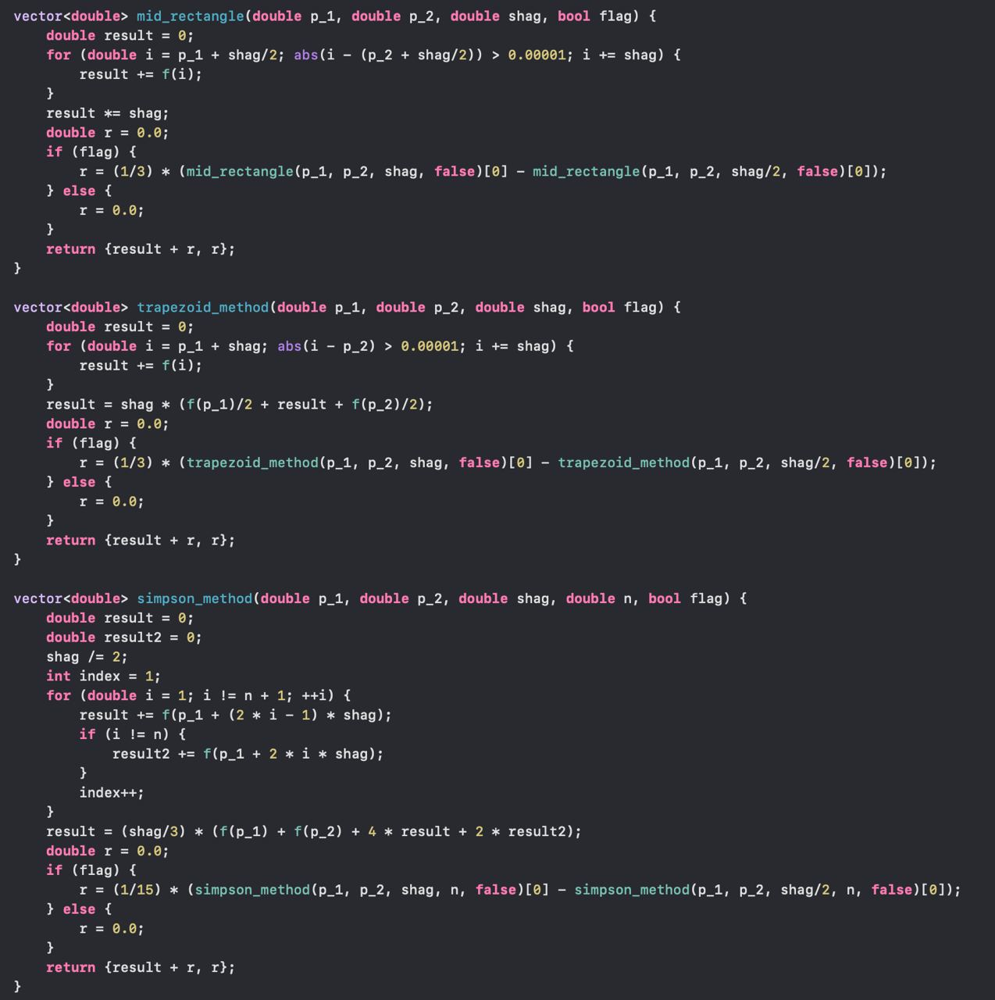 vector<double> mid_rectangle(double p_1, double p_2, double shag, bool flag) {
    double result = 0;
    for (double i = p_1 + shag/2; abs(i - (p_2 + shag/2)) > 0.00001; i += shag) {
        result += f(i);
    }
    result *= shag;
    double r = 0.0;
    if (flag) {
        r = (1/3) * (mid_rectangle(p_1, p_2, shag, false)[0] - mid_rectangle(p_1, p_2, shag/2, false)[0]);
    } else {
        r = 0.0;
    }
    return {result + r, r};
}

vector<double> trapezoid_method(double p_1, double p_2, double shag, bool flag) {
    double result = 0;
    for (double i = p_1 + shag; abs(i - p_2) > 0.00001; i += shag) {
        result += f(i);
    }
    result = shag * (f(p_1)/2 + result + f(p_2)/2);
    double r = 0.0;
    if (flag) {
        r = (1/3) * (trapezoid_method(p_1, p_2, shag, false)[0] - trapezoid_method(p_1, p_2, shag/2, false)[0]);
    } else {
        r = 0.0;
    }
    return {result + r, r};
}

vector<double> simpson_method(double p_1, double p_2, double shag, double n, bool flag) {
    double result = 0;
    double result2 = 0;
    shag /= 2;
    int index = 1;
    for (double i = 1; i != n + 1; ++i) {
        result += f(p_1 + (2 * i - 1) * shag);
        if (i != n) {
            result2 += f(p_1 + 2 * i * shag);
        }
        index++;
    }
    result = (shag/3) * (f(p_1) + f(p_2) + 4 * result + 2 * result2);
    double r = 0.0;
    if (flag) {
        r = (1/15) * (simpson_method(p_1, p_2, shag, n, false)[0] - simpson_method(p_1, p_2, shag/2, n, false)[0]);
    } else {
        r = 0.0;
    }
    return {result + r, r};
}